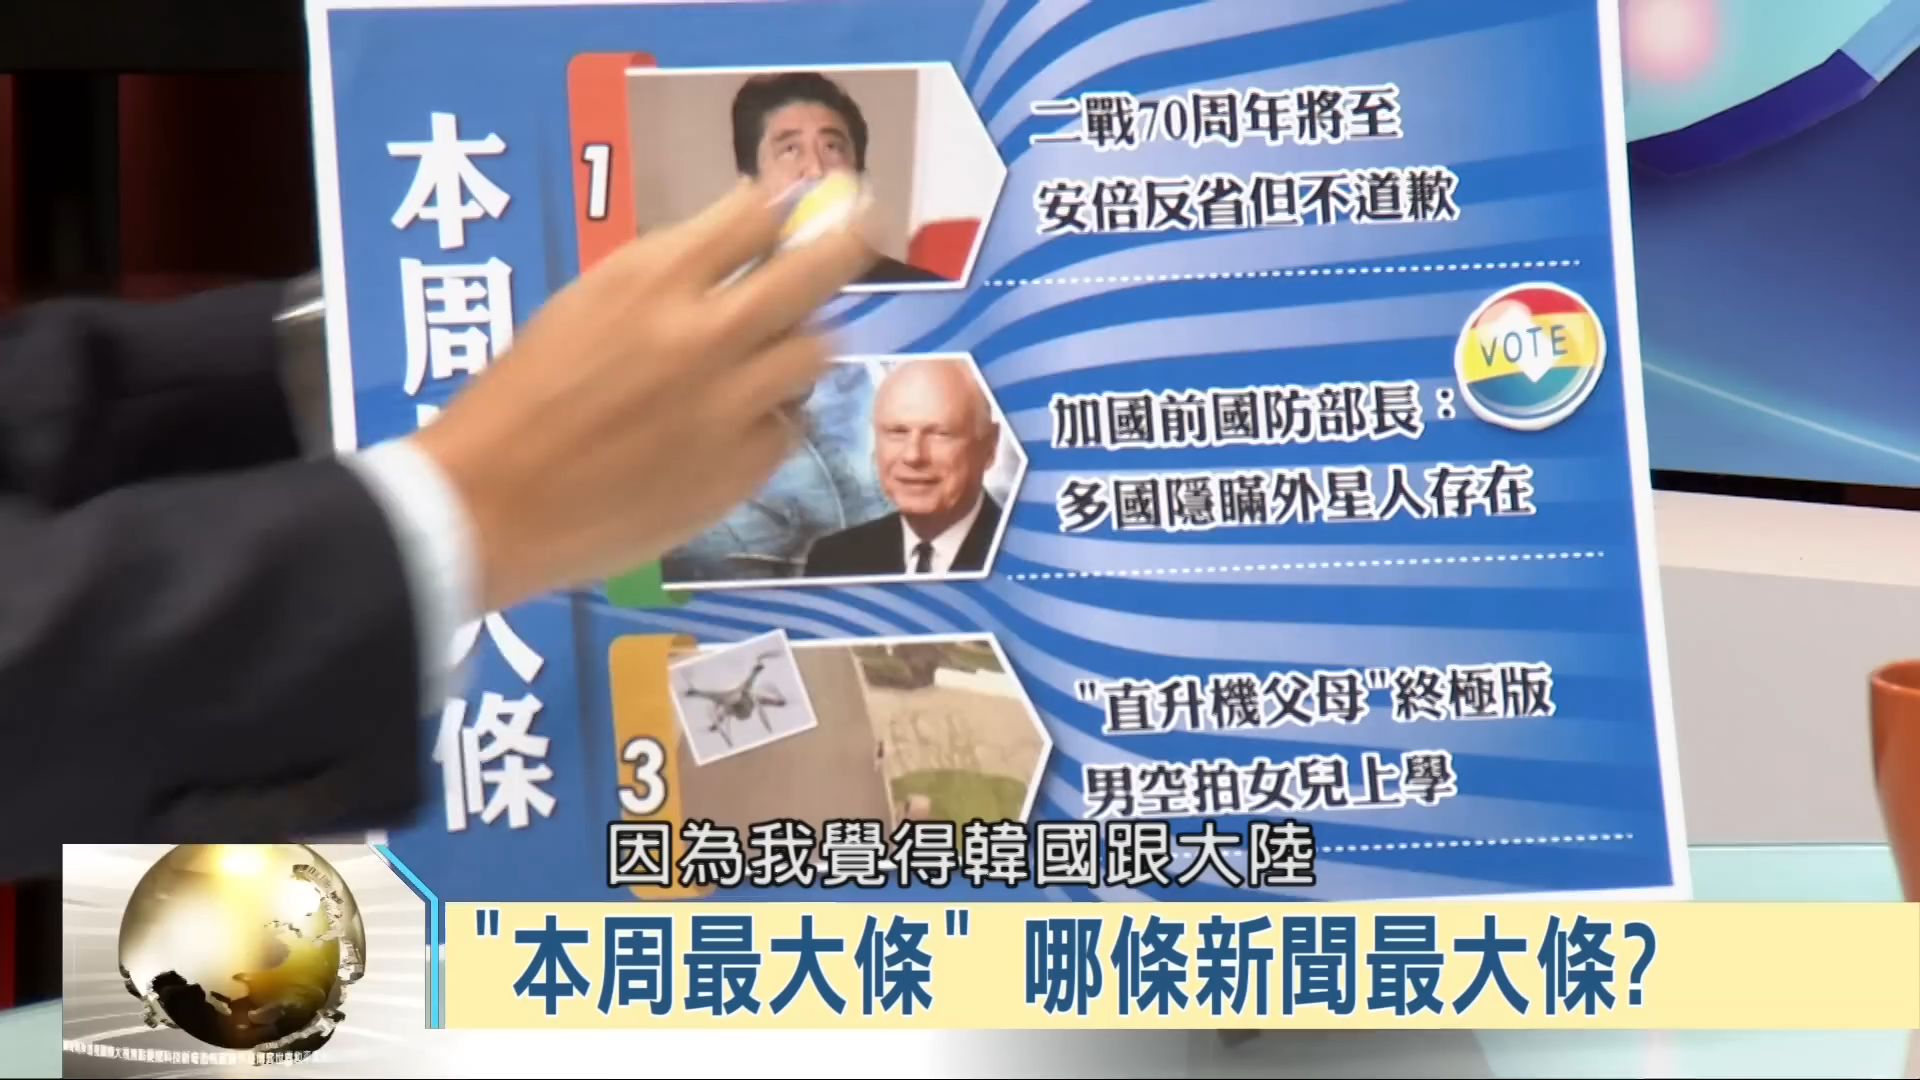 本周大條
1
二戰70周年將至
安倍反省但不道歉
VOTE
加國前國防部長：
多國隱瞞外星人存在
3
"直升機父母"終極版
男空拍女兒上學
因為我覺得韓國跟大陸
"本周最大條" 哪條新聞最大條?